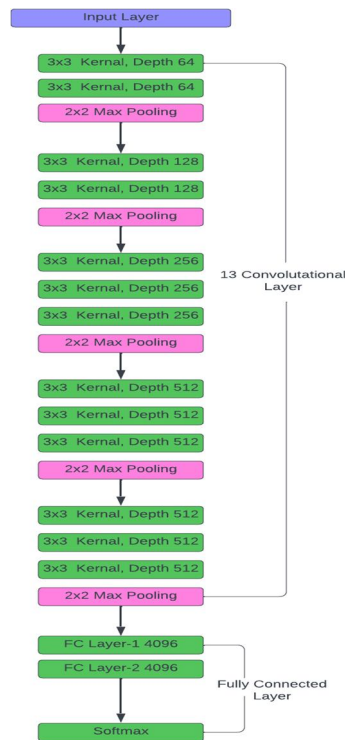 Input Layer
3x3 Kernal, Depth 64
3x3 Kernal, Depth 64
2x2 Max Pooling
3x3 Kernal, Depth 128
3x3 Kernal, Depth 128
2x2 Max Pooling
3x3 Kernal, Depth 256
3x3 Kernal, Depth 256
3x3 Kernal, Depth 256
2x2 Max Pooling
3x3 Kernal, Depth 512
3x3 Kernal, Depth 512
3x3 Kernal, Depth 512
2x2 Max Pooling
3x3 Kernal, Depth 512
3x3 Kernal, Depth 512
3x3 Kernal, Depth 512
2x2 Max Pooling
13 Convolutational
Layer
FC Layer-1 4096
FC Layer-2 4096
Softmax
Fully Connected
Layer